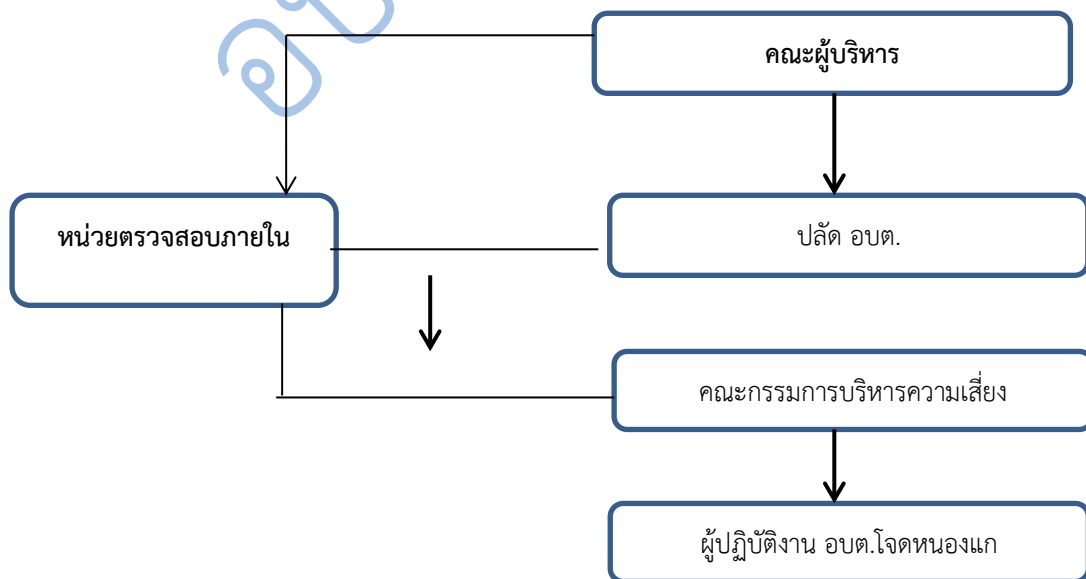 คณะผู้บริหาร
หน่วยตรวจสอบภายใน
ปลัด อบต.
คณะกรรมการบริหารความเสี่ยง
ผู้ปฏิบัติงาน อบต.โจดหนองแก